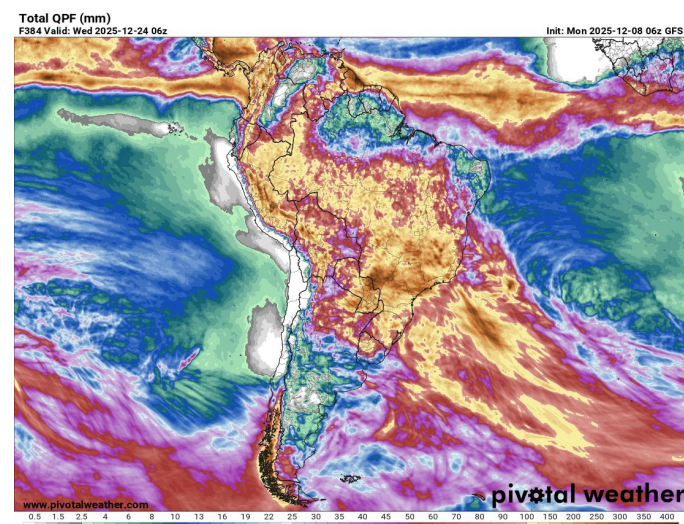 Total QPF (mm)
F384 Valid: Wed 2025-12-24 06z
Init: Mon 2025-12-08 06z GFS
www.pivotalweather.com
pivotal weather
0.5 1.5 2.5 4 6 8 10 13 16 19 22 25 30 35 40 45 50 60 70 80 90 100 150 200 250 300 350 400